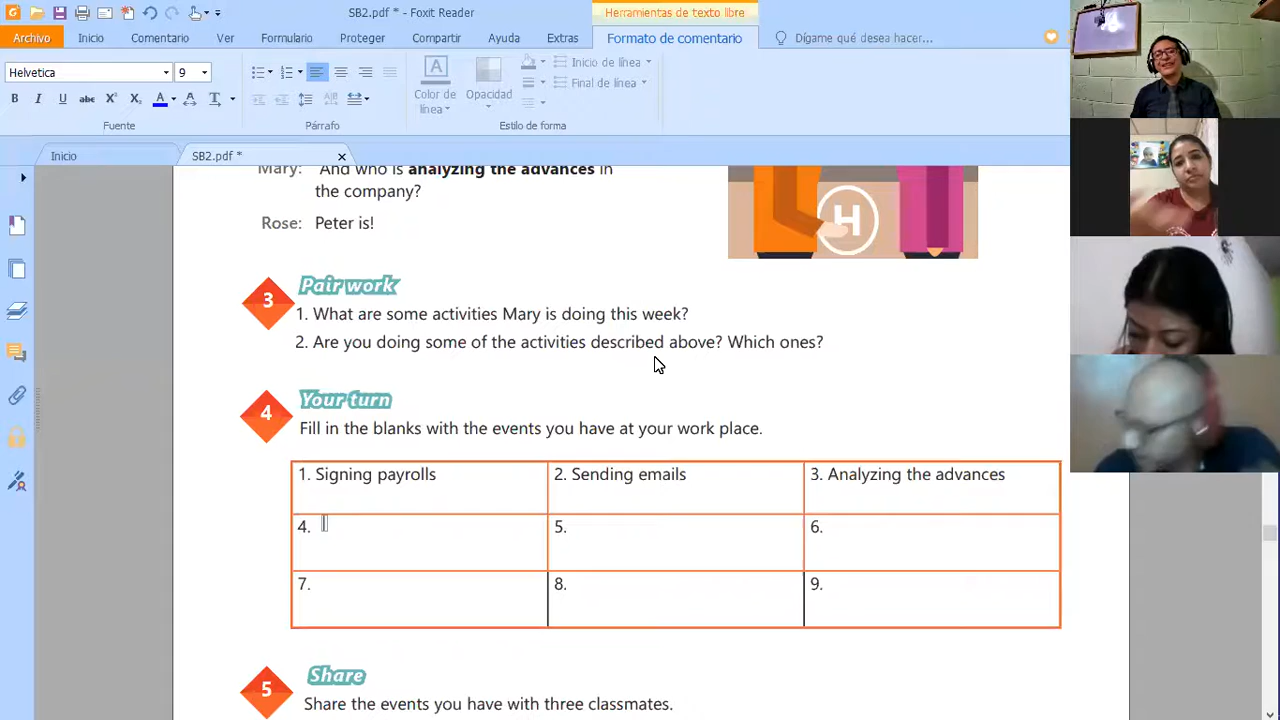 SB2.pdf * - Foxit Reader
Herramientas de texto libre
Archivo
Inicio
Comentario
Ver
Formulario
Proteger
Compartir
Ayuda
Extras
Formato de comentario
Dígame qué desea hacer...
Helvetica
9
B I U abc X² X₂ A T
Fuente
Párrafo
Color de línea
Opacidad
Inicio de línea
Final de línea
Estilo de forma
Inicio
SB2.pdf *
Mary: And who is analyzing the advances in
the company?
Rose: Peter is!
H
3 Pair work
1. What are some activities Mary is doing this week?
2. Are you doing some of the activities described above? Which ones?
4 Your turn
Fill in the blanks with the events you have at your work place.
1. Signing payrolls
2. Sending emails
3. Analyzing the advances
4.
5.
6.
7.
8.
9.
5 Share
Share the events you have with three classmates.